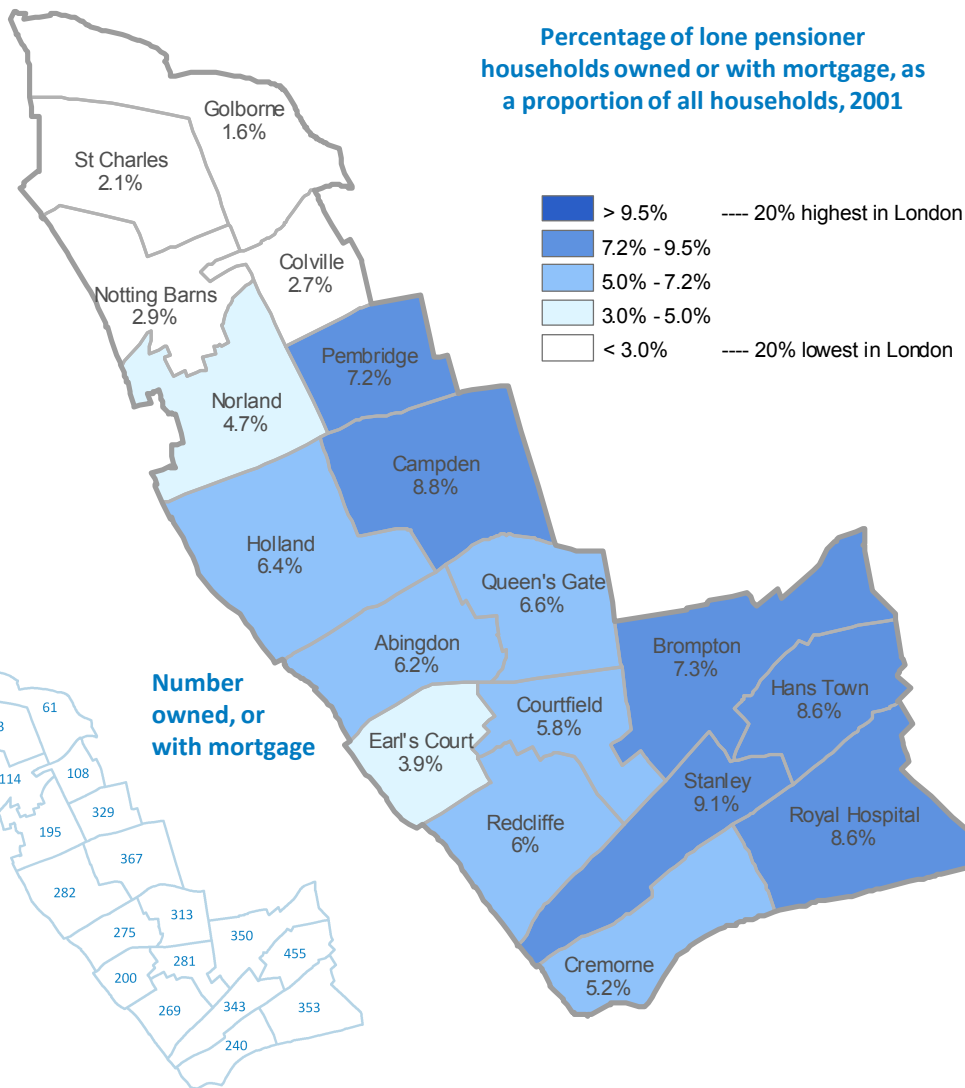 Percentage of lone pensioner
households owned or with mortgage, as
a proportion of all households, 2001
> 9.5% ---- 20% highest in London
7.2% - 9.5%
5.0% - 7.2%
3.0% - 5.0%
< 3.0% ---- 20% lowest in London
Golborne
1.6%
St Charles
2.1%
Colville
2.7%
Notting Barns
2.9%
Pembridge
7.2%
Norland
4.7%
Campden
8.8%
Holland
6.4%
Queen's Gate
6.6%
Abingdon
6.2%
Brompton
7.3%
Hans Town
8.6%
Courtfield
5.8%
Earl's Court
3.9%
Stanley
9.1%
Royal Hospital
8.6%
Redcliffe
6%
Cremorne
5.2%
Number
owned, or
with mortgage
61
114
108
329
195
367
282
313
275
350
455
281
200
269
343
353
240